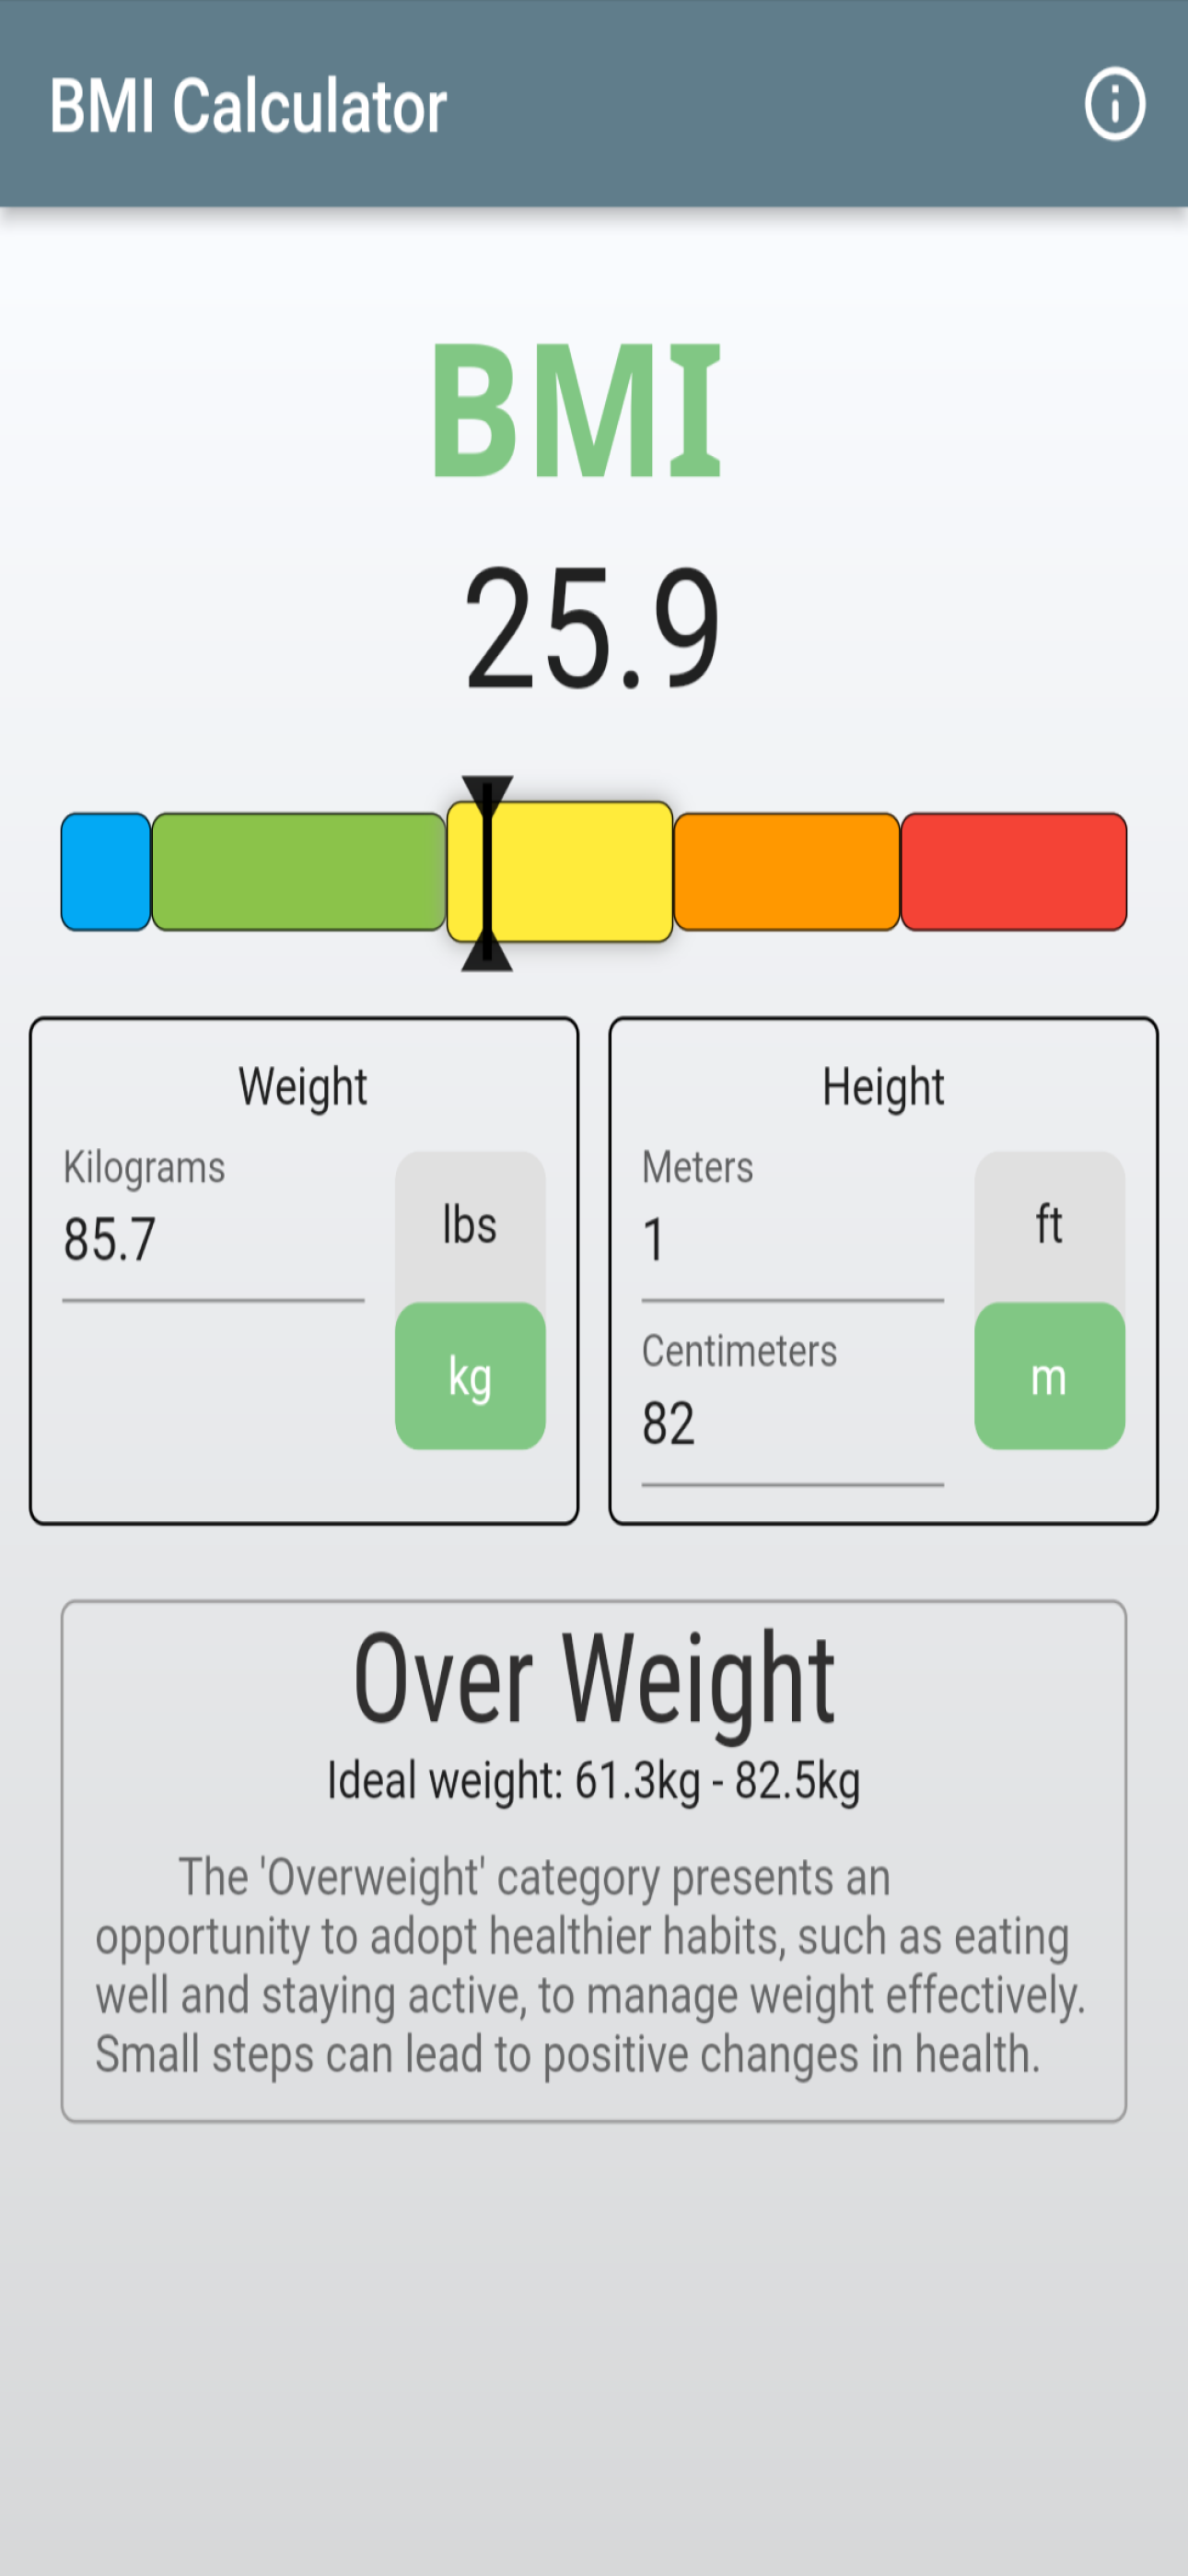 BMI Calculator
BMI
25.9
Weight
Kilograms
85.7
lbs
kg
Height
Meters
1
ft
Centimeters
82
m
Over Weight
Ideal weight: 61.3kg - 82.5kg
The 'Overweight' category presents an
opportunity to adopt healthier habits, such as eating
well and staying active, to manage weight effectively.
Small steps can lead to positive changes in health.